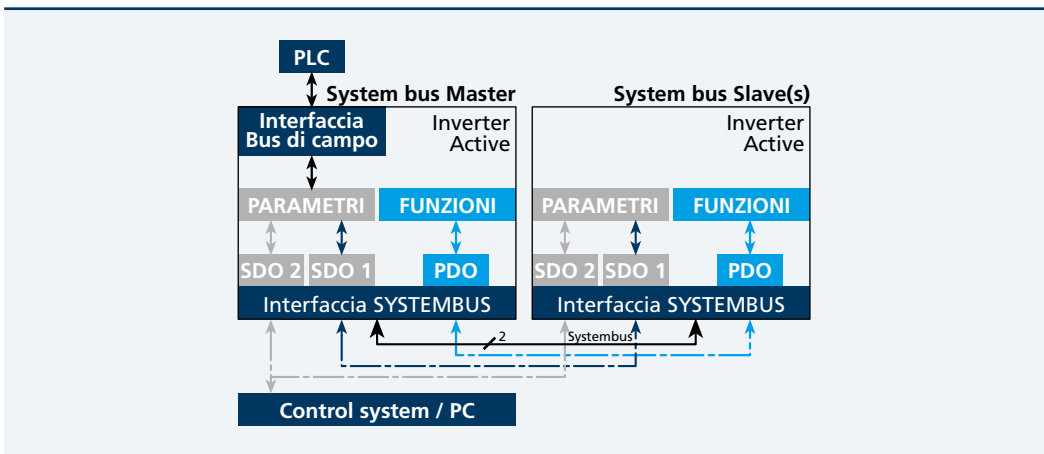 PLC
System bus Master
System bus Slave(s)
Interfaccia
Bus di campo
Inverter
Active
Inverter
Active
PARAMETRI
FUNZIONI
PARAMETRI
FUNZIONI
SDO 2
SDO 1
PDO
SDO 2
SDO 1
PDO
Interfaccia SYSTEMBUS
Interfaccia SYSTEMBUS
2
Systembus
Control system / PC